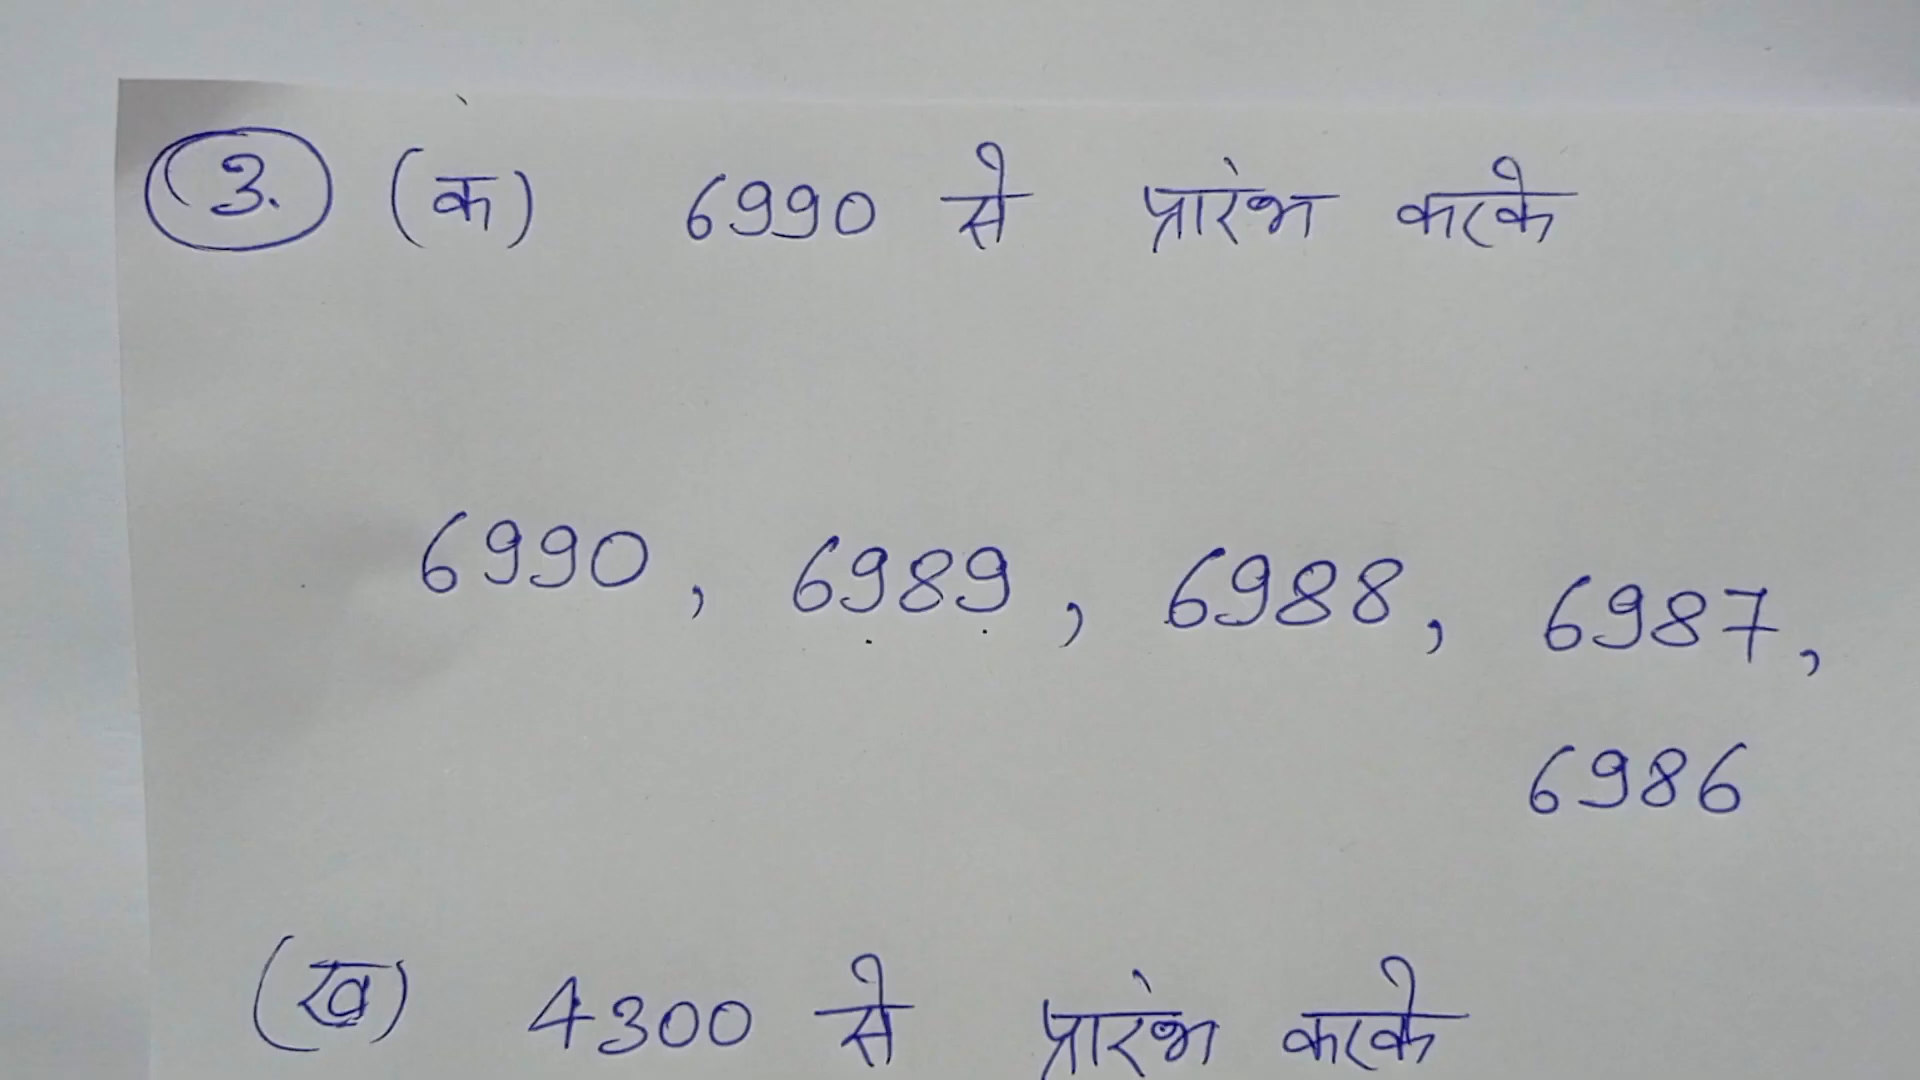 3. (क) 6990 से प्रारंभ करके
6990, 6989, 6988, 6987,
6986
(ख) 4300 से प्रारंभ करके